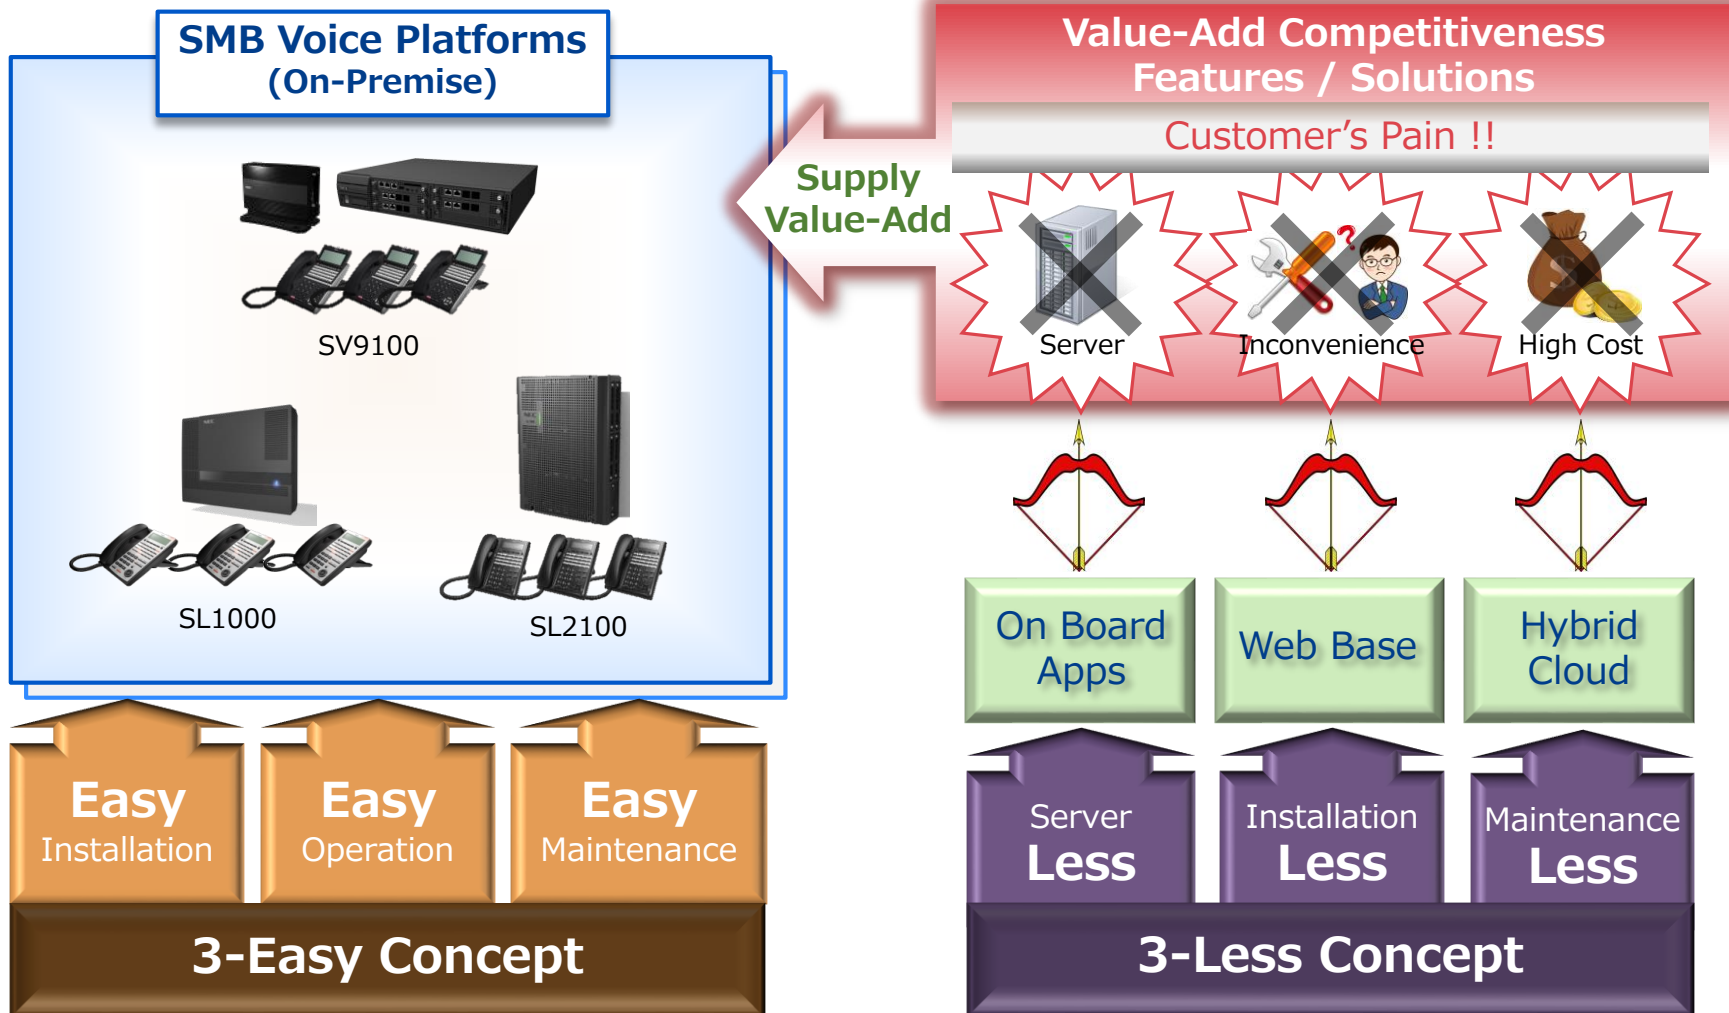 SMB Voice Platforms
(On-Premise)
SV9100
SL1000
SL2100
Easy
Installation
Easy
Operation
Easy
Maintenance
3-Easy Concept
Supply
Value-Add
Value-Add Competitiveness
Features / Solutions
Customer’s Pain !!
Server
Inconvenience
High Cost
On Board
Apps
Web Base
Hybrid
Cloud
Server
Less
Installation
Less
Maintenance
Less
3-Less Concept